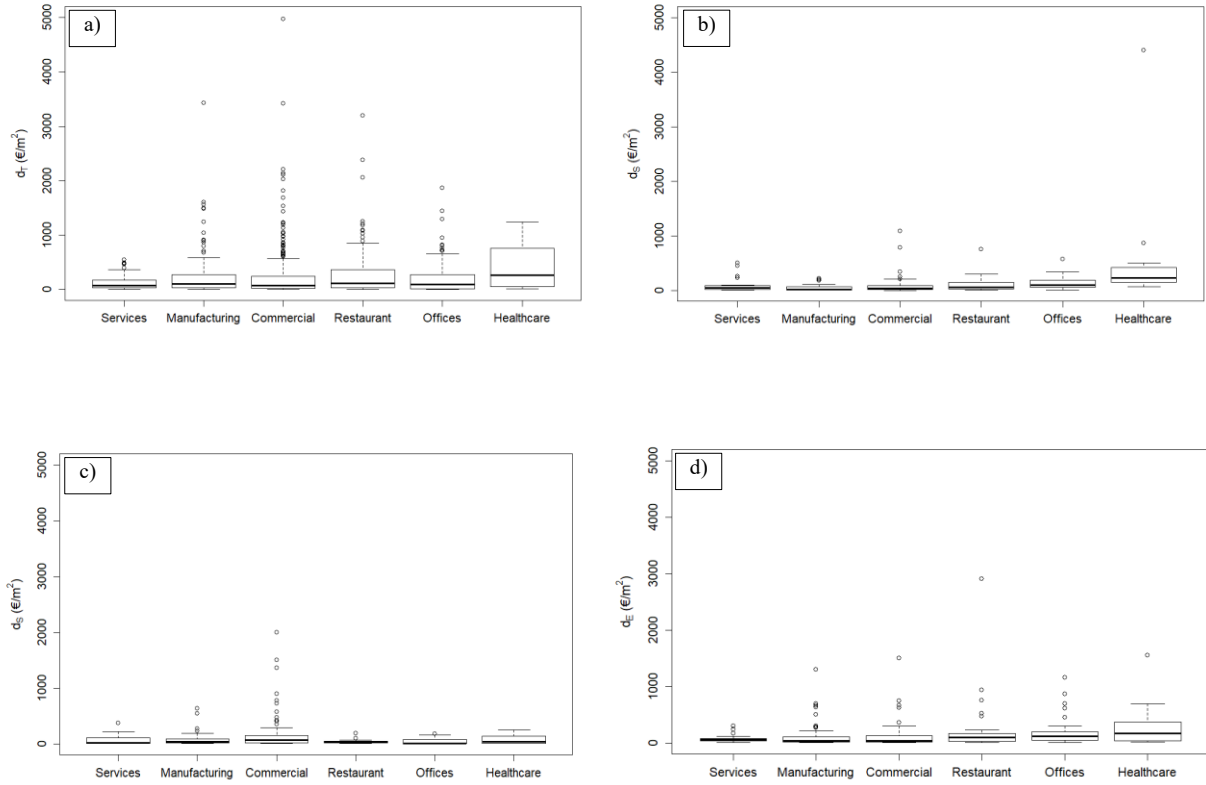 a)
d_T (€/m²)
5000
4000
3000
2000
1000
0
Services Manufacturing Commercial Restaurant Offices Healthcare
b)
d_S (€/m²)
5000
4000
3000
2000
1000
0
Services Manufacturing Commercial Restaurant Offices Healthcare
c)
d_S (€/m²)
5000
4000
3000
2000
1000
0
Services Manufacturing Commercial Restaurant Offices Healthcare
d)
d_E (€/m²)
5000
4000
3000
2000
1000
0
Services Manufacturing Commercial Restaurant Offices Healthcare